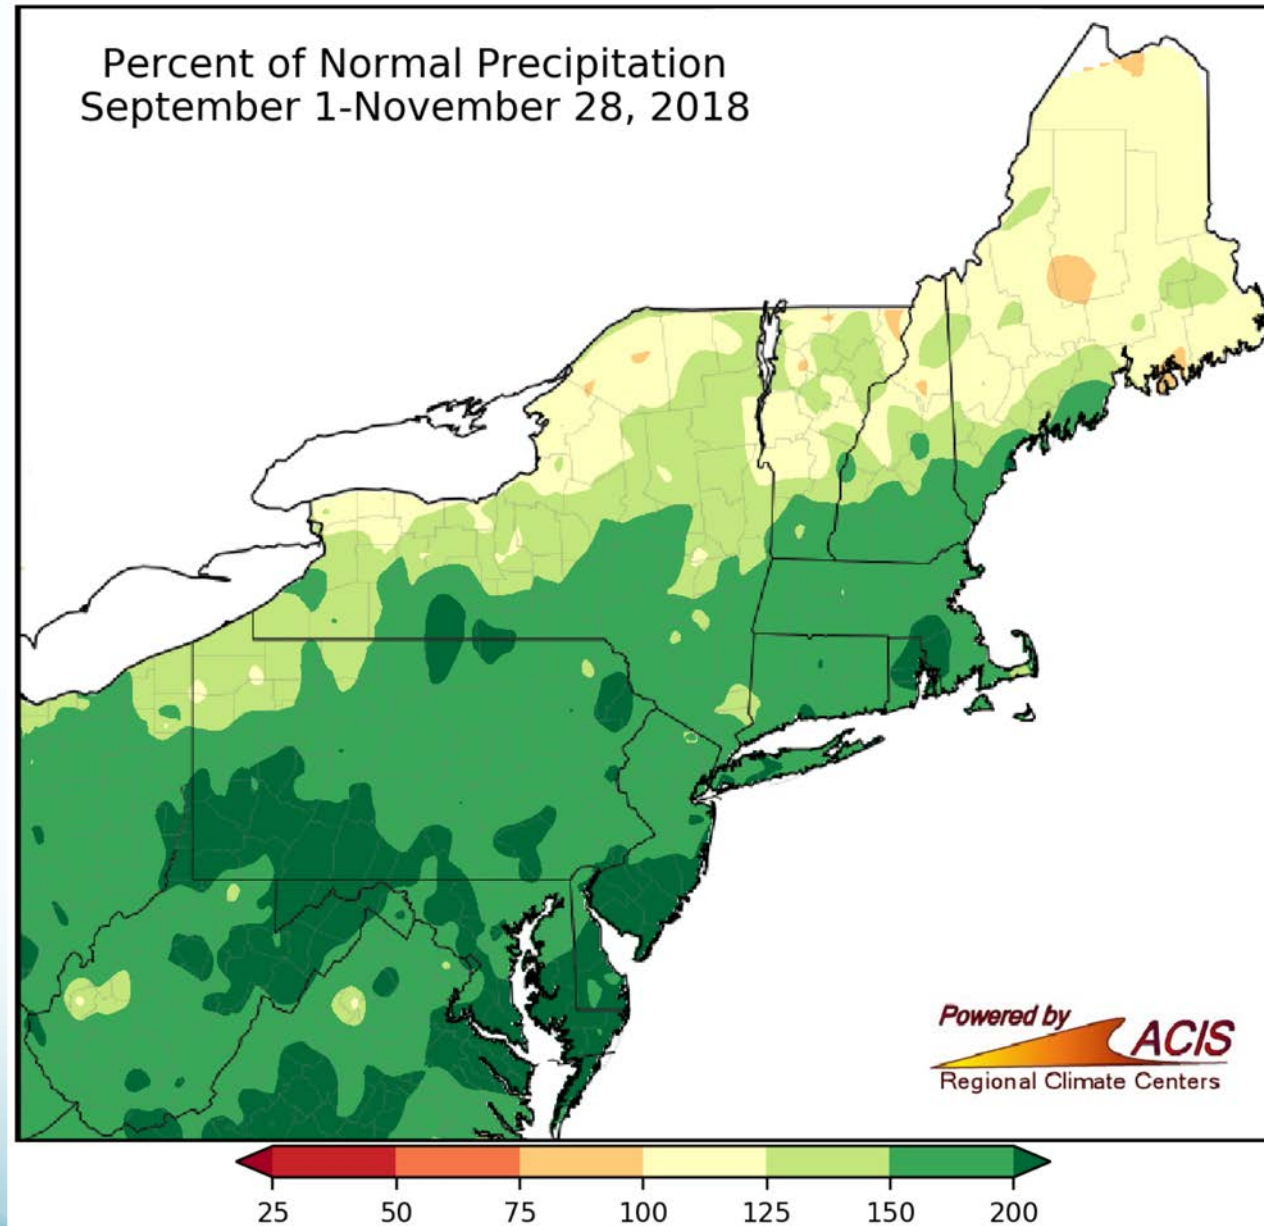 Percent of Normal Precipitation
September 1-November 28, 2018
Powered by
ACIS
Regional Climate Centers
25 50 75 100 125 150 200